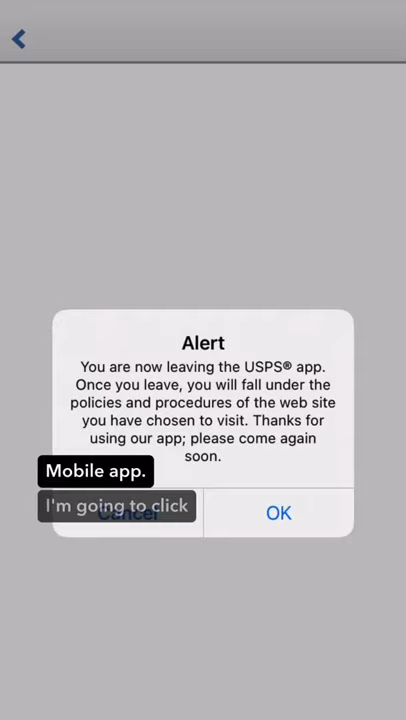 Alert
You are now leaving the USPS® app.
Once you leave, you will fall under the
policies and procedures of the web site
you have chosen to visit. Thanks for
using our app; please come again
soon.
Mobile app.
I'm going to click
Cancel
OK